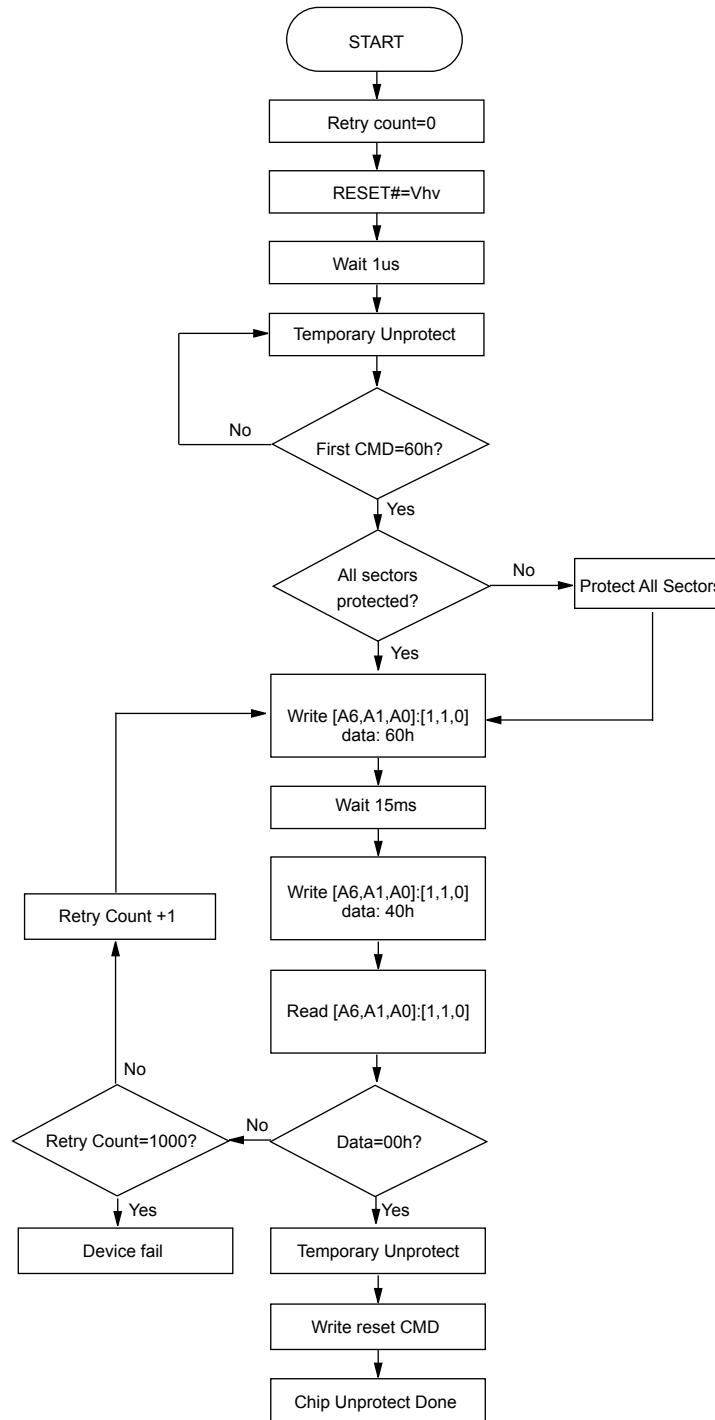 START
Retry count=0
RESET#=Vhv
Wait 1us
Temporary Unprotect
No
First CMD=60h?
Yes
All sectors
protected?
No
Protect All Sectors
Yes
Write [A6,A1,A0]:[1,1,0]
data: 60h
Wait 15ms
Write [A6,A1,A0]:[1,1,0]
data: 40h
Retry Count +1
Read [A6,A1,A0]:[1,1,0]
No
Retry Count=1000?
No
Data=00h?
Yes
Yes
Device fail
Temporary Unprotect
Write reset CMD
Chip Unprotect Done